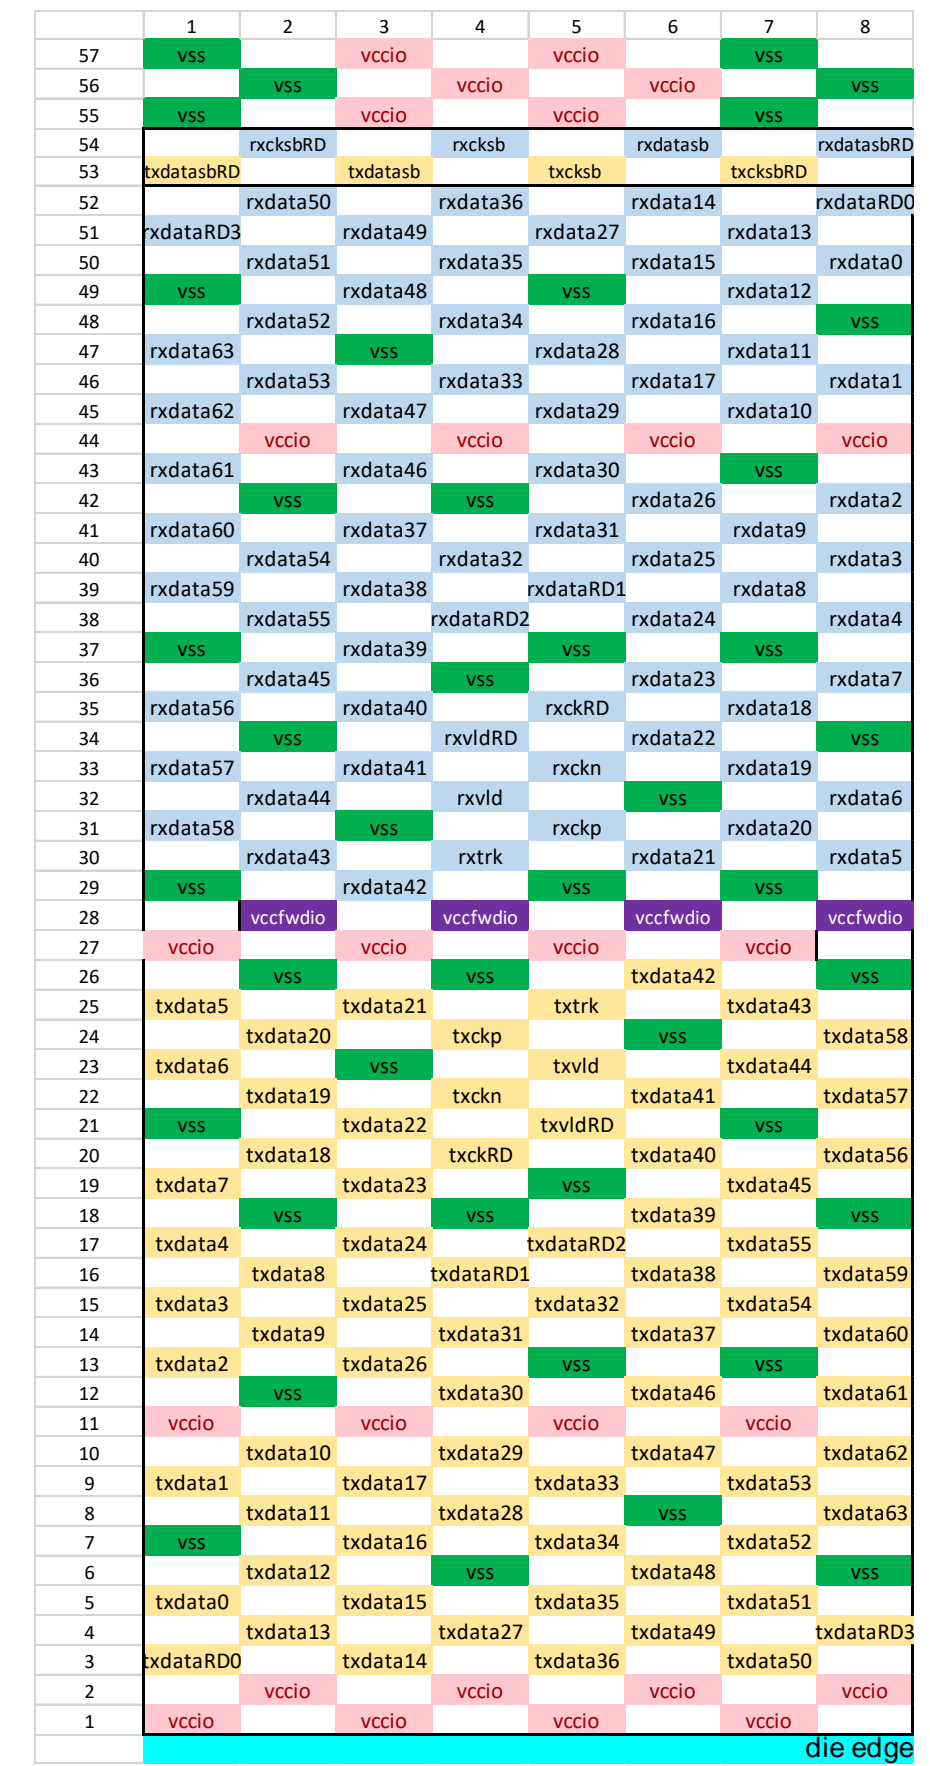 1 2 3 4 5 6 7 8
57 vss vccio vccio vss
56 vss vccio vccio vss
55 vss vccio vccio vss
54 rxcksbRD rxcksb rxdatasb rxdatasbRD
53 txdatasbRD txdatasb txcksb txcksbRD
52 rxdata50 rxdata36 rxdata14 rxdataRD0
51 rxdataRD3 rxdata49 rxdata27 rxdata13
50 rxdata51 rxdata35 rxdata15 rxdata0
49 vss rxdata48 vss rxdata12
48 rxdata52 rxdata34 rxdata16 vss
47 rxdata63 vss rxdata28 rxdata11
46 rxdata53 rxdata33 rxdata17 rxdata1
45 rxdata62 rxdata47 rxdata29 rxdata10
44 vccio vccio vccio vccio
43 rxdata61 rxdata46 rxdata30 vss
42 vss vss rxdata26 rxdata2
41 rxdata60 rxdata37 rxdata31 rxdata9
40 rxdata54 rxdata32 rxdata25 rxdata3
39 rxdata59 rxdata38 rxdataRD1 rxdata8
38 rxdata55 rxdataRD2 rxdata24 rxdata4
37 vss rxdata39 vss vss
36 rxdata45 vss rxdata23 rxdata7
35 rxdata56 rxdata40 rxckRD rxdata18
34 vss rxvldRD rxdata22 vss
33 rxdata57 rxdata41 rxckn rxdata19
32 rxdata44 rxvld vss rxdata6
31 rxdata58 vss rxckp rxdata20
30 rxdata43 rxtrk rxdata21 rxdata5
29 vss rxdata42 vss vss
28 vccfwdio vccfwdio vccfwdio vccfwdio
27 vccio vccio vccio vccio
26 vss vss txdata42 vss
25 txdata5 txdata21 txtrk txdata43
24 txdata20 txckp vss txdata58
23 txdata6 vss txvld txdata44
22 txdata19 txckn txdata41 txdata57
21 vss txdata22 txvldRD vss
20 txdata18 txckRD txdata40 txdata56
19 txdata7 txdata23 vss txdata45
18 vss vss txdata39 vss
17 txdata4 txdata24 txdataRD2 txdata55
16 txdata8 txdataRD1 txdata38 txdata59
15 txdata3 txdata25 txdata32 txdata54
14 txdata9 txdata31 txdata37 txdata60
13 txdata2 txdata26 vss vss
12 vss txdata30 txdata46 txdata61
11 vccio vccio vccio vccio
10 txdata10 txdata29 txdata47 txdata62
9 txdata1 txdata17 txdata33 txdata53
8 txdata11 txdata28 vss txdata63
7 vss txdata16 txdata34 txdata52
6 txdata12 vss txdata48 vss
5 txdata0 txdata15 txdata35 txdata51
4 txdata13 txdata27 txdata49 txdataRD3
3 txdataRD0 txdata14 txdata36 txdata50
2 vccio vccio vccio vccio
1 vccio vccio vccio vccio
die edge